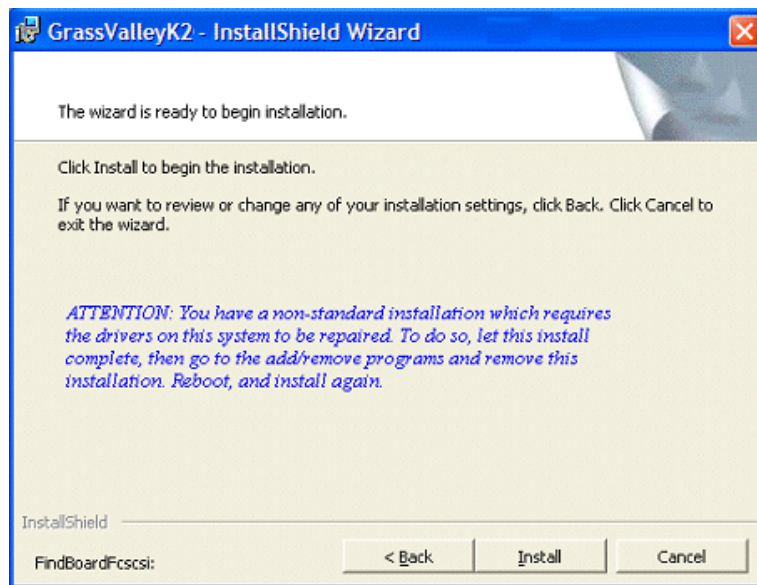 GrassValleyK2 - InstallShield Wizard
The wizard is ready to begin installation.
Click Install to begin the installation.
If you want to review or change any of your installation settings, click Back. Click Cancel to
exit the wizard.
ATTENTION: You have a non-standard installation which requires
the drivers on this system to be repaired. To do so, let this install
complete, then go to the add/remove programs and remove this
installation. Reboot, and install again.
InstallShield
FindBoardFcscsi:
< Back
Install
Cancel